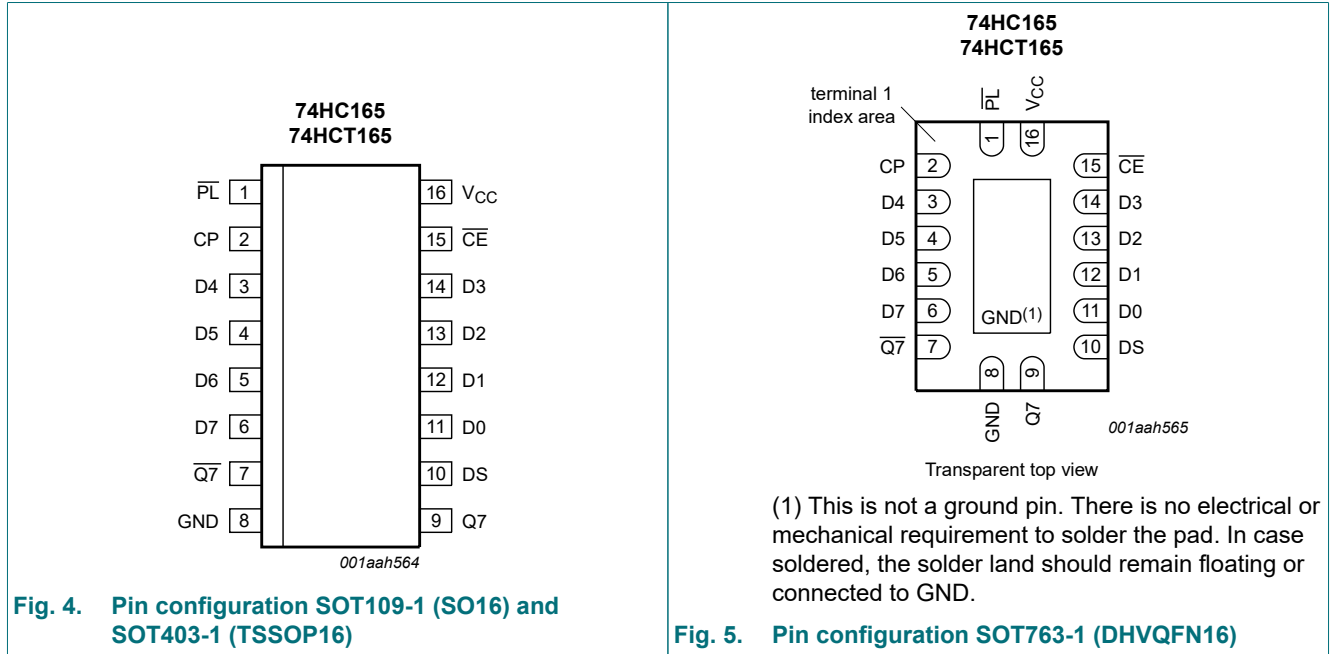 74HC165
74HCT165
P̅L̅ 1
16 VCC
CP 2
15 C̅E̅
D4 3
14 D3
D5 4
13 D2
D6 5
12 D1
D7 6
11 D0
Q̅7̅ 7
10 DS
GND 8
9 Q7
001aah564
Fig. 4. Pin configuration SOT109-1 (SO16) and
SOT403-1 (TSSOP16)
74HC165
74HCT165
terminal 1
index area
P̅L̅
VCC
1
16
CP 2
15 C̅E̅
D4 3
14 D3
D5 4
13 D2
D6 5
12 D1
D7 6
11 D0
GND(1)
Q̅7̅ 7
10 DS
8
9
GND
Q7
001aah565
Transparent top view
(1) This is not a ground pin. There is no electrical or
mechanical requirement to solder the pad. In case
soldered, the solder land should remain floating or
connected to GND.
Fig. 5. Pin configuration SOT763-1 (DHVQFN16)